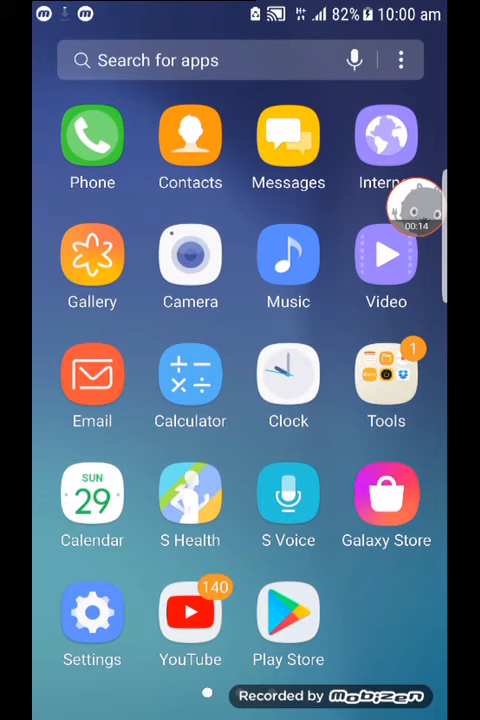 82% 10:00 am
Search for apps
Phone Contacts Messages Intern
00:14
Gallery Camera Music Video
1
Email Calculator Clock Tools
SUN
29
Calendar S Health S Voice Galaxy Store
140
Settings YouTube Play Store
Recorded by mobizen